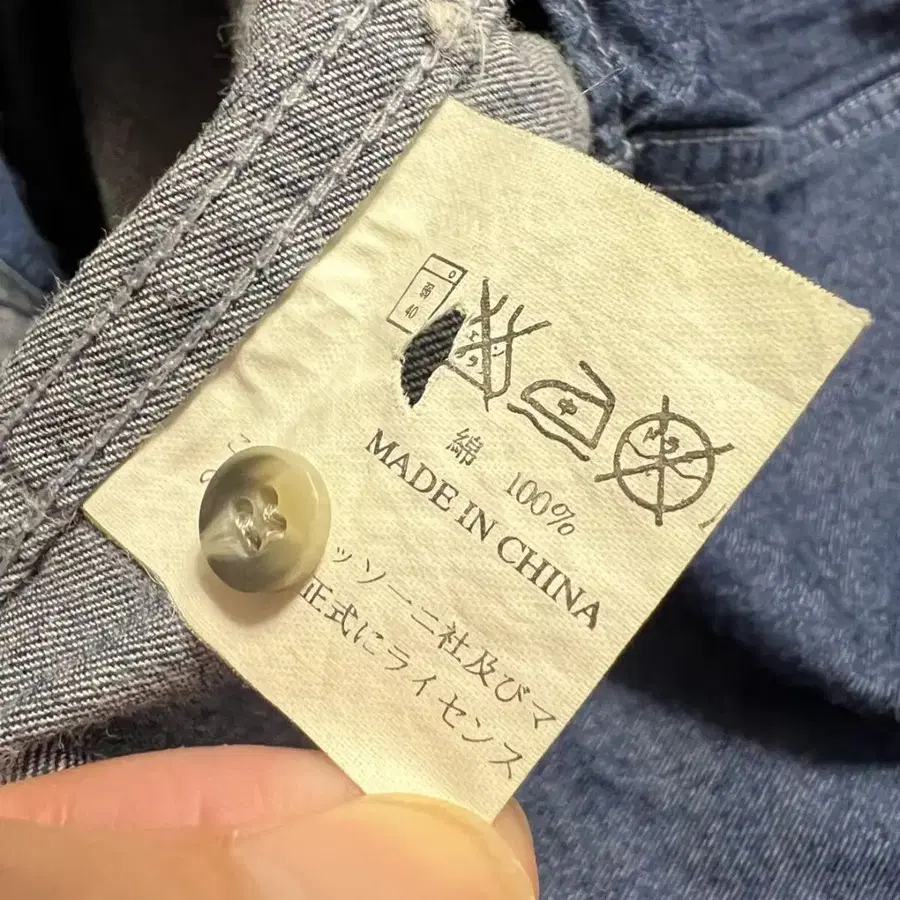 弱
40
綿 100%
MADE IN CHINA
ッソーニ社及びマ
正式にライセンス